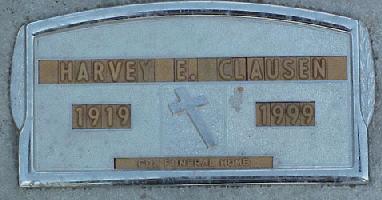 HARVEY E. CLAUSEN
1919 1999
FUNERAL HOME